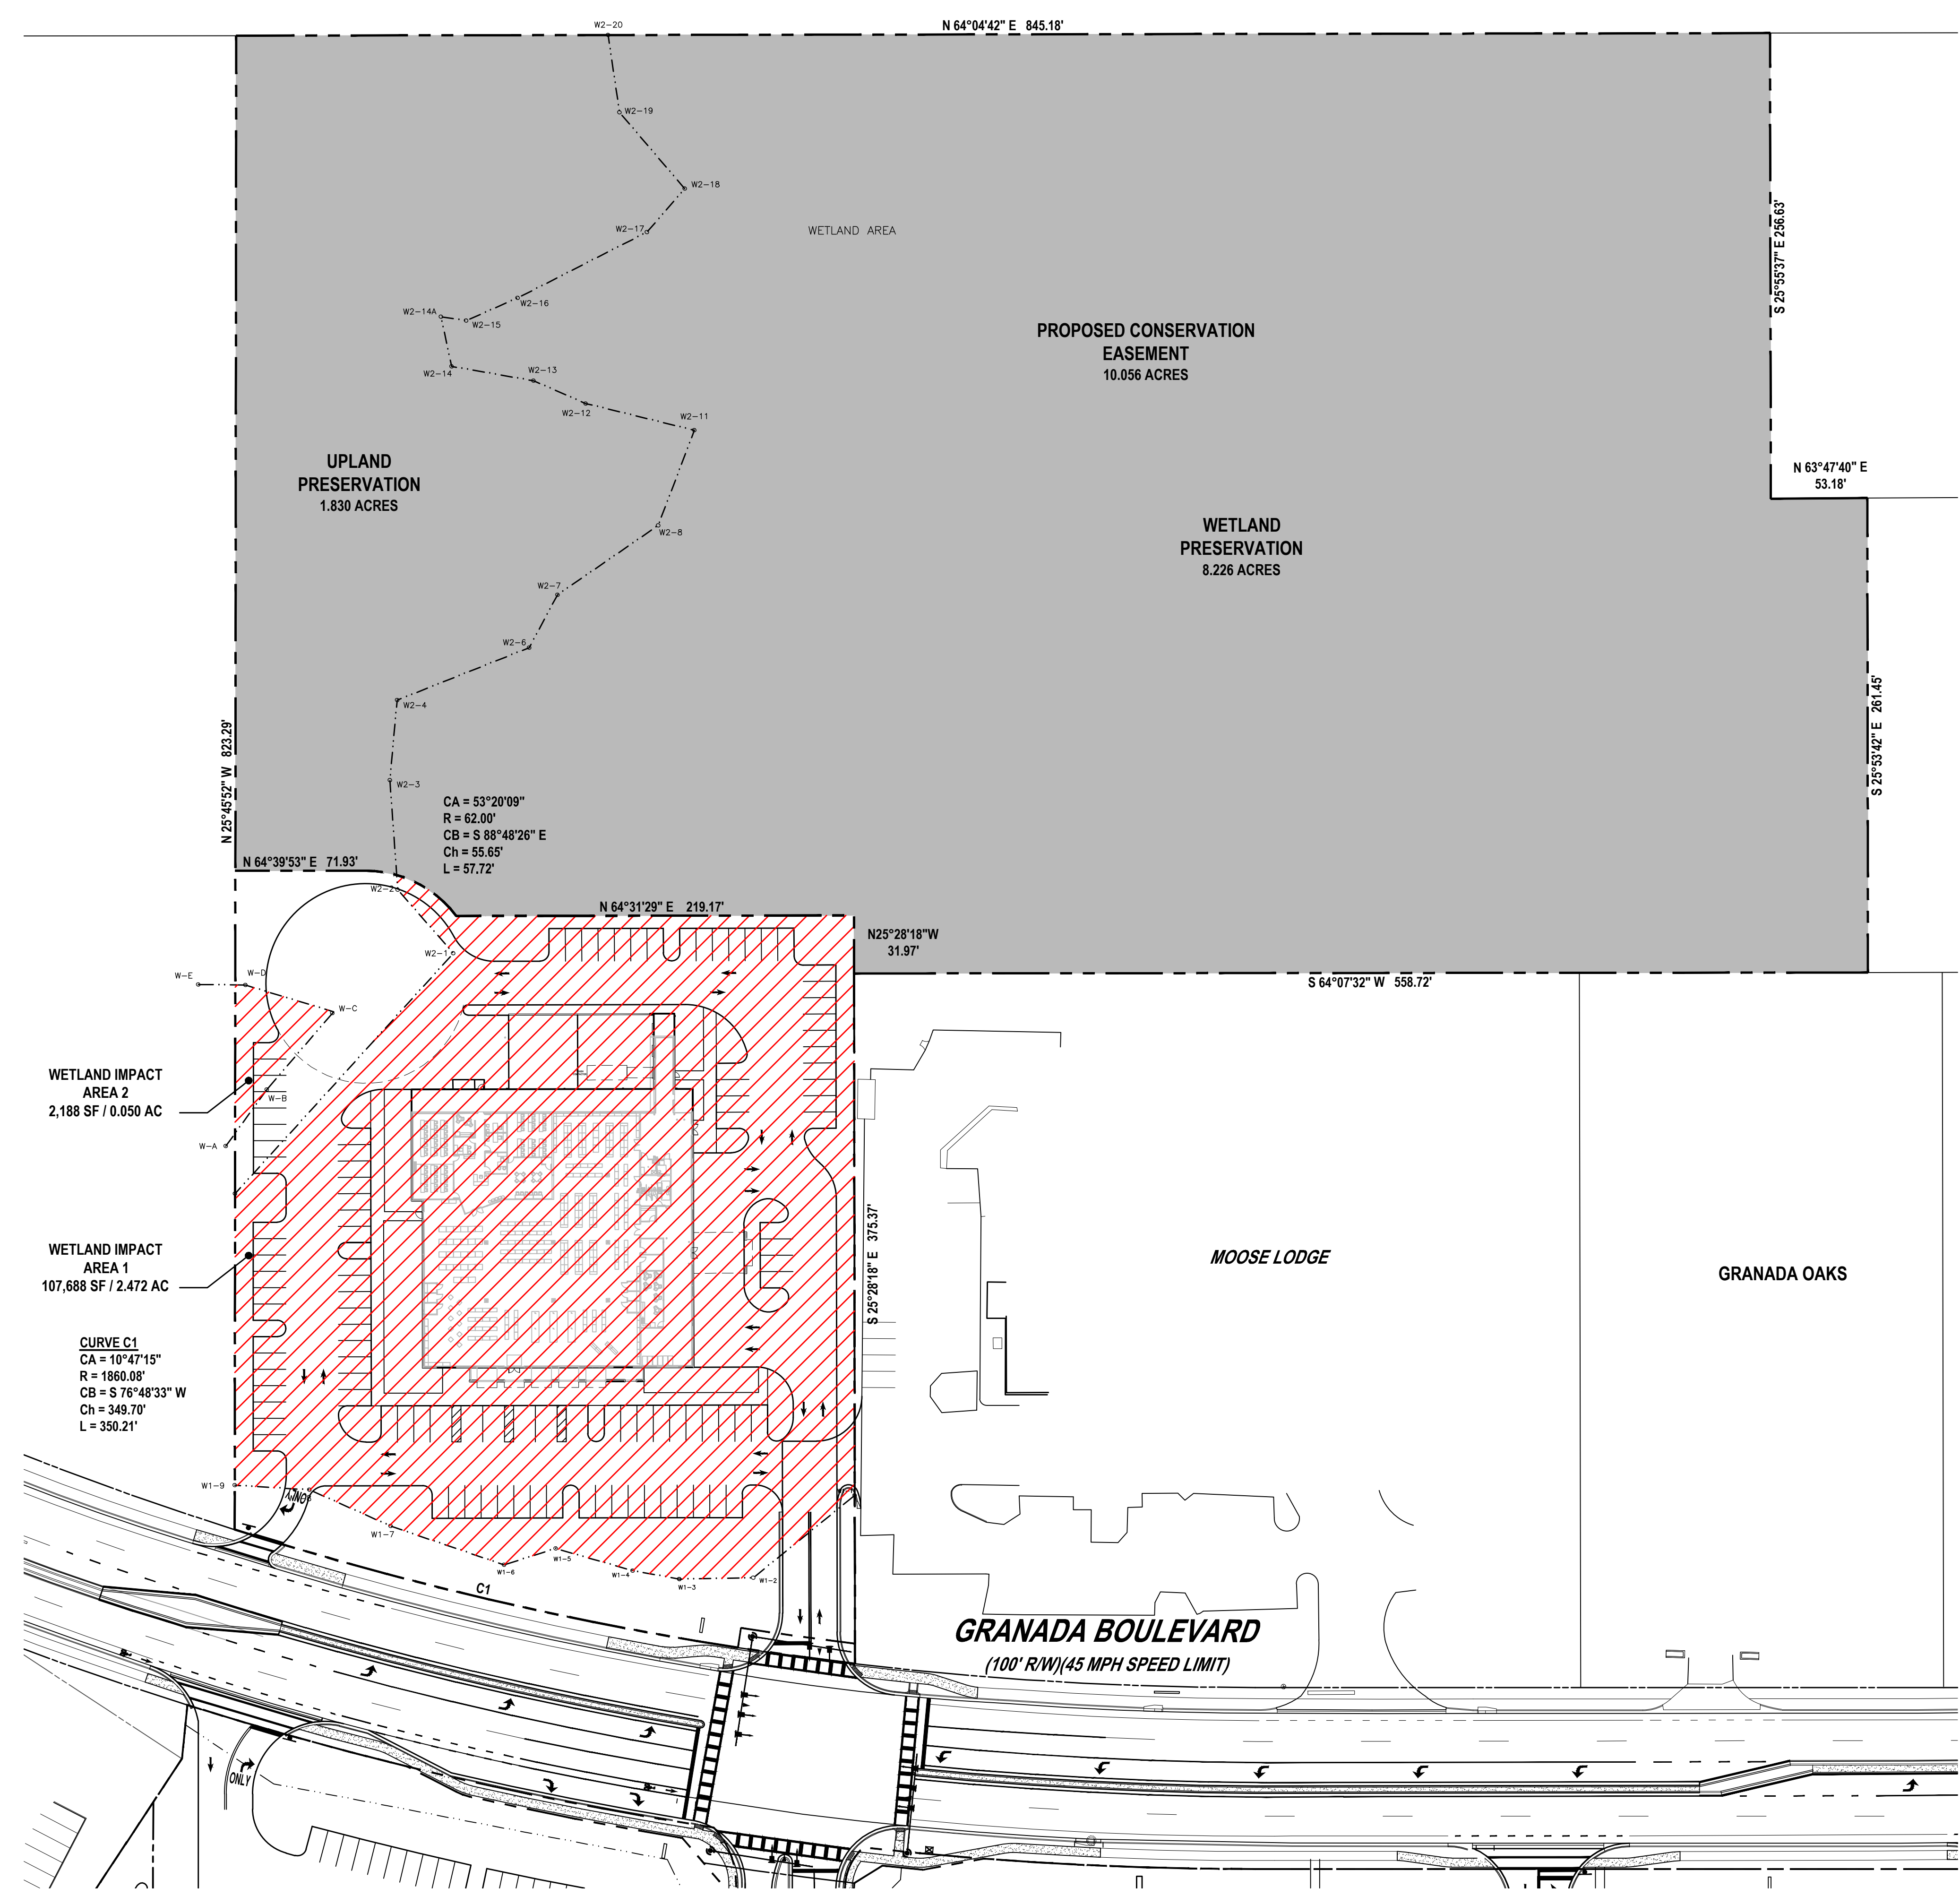 W2-20
N 64°04'42" E 845.18'
W2-19
W2-18
W2-17
WETLAND AREA
S 25°55'37" E 256.63'
W2-16
W2-14A
W2-15
PROPOSED CONSERVATION
EASEMENT
10.056 ACRES
W2-14
W2-13
W2-12
W2-11
UPLAND
PRESERVATION
1.830 ACRES
N 63°47'40" E
53.18'
W2-8
WETLAND
PRESERVATION
8.226 ACRES
W2-7
W2-6
W2-4
N 25°45'52" W 823.29'
S 25°53'42" E 261.45'
W2-3
CA = 53°20'09"
R = 62.00'
CB = S 88°48'26" E
Ch = 55.65'
L = 57.72'
N 64°39'53" E 71.93'
W2-2
N 64°31'29" E 219.17'
N25°28'18"W
31.97'
W2-1
W-E
W-D
S 64°07'32" W 558.72'
W-C
WETLAND IMPACT
AREA 2
2,188 SF / 0.050 AC
W-B
W-A
WETLAND IMPACT
AREA 1
107,688 SF / 2.472 AC
S 25°28'18" E 375.37'
MOOSE LODGE
GRANADA OAKS
CURVE C1
CA = 10°47'15"
R = 1860.08'
CB = S 76°48'33" W
Ch = 349.70'
L = 350.21'
W1-9
ONLY
W1-7
W1-6
W1-5
W1-4
W1-3
W1-2
C1
GRANADA BOULEVARD
(100' R/W)(45 MPH SPEED LIMIT)
ONLY